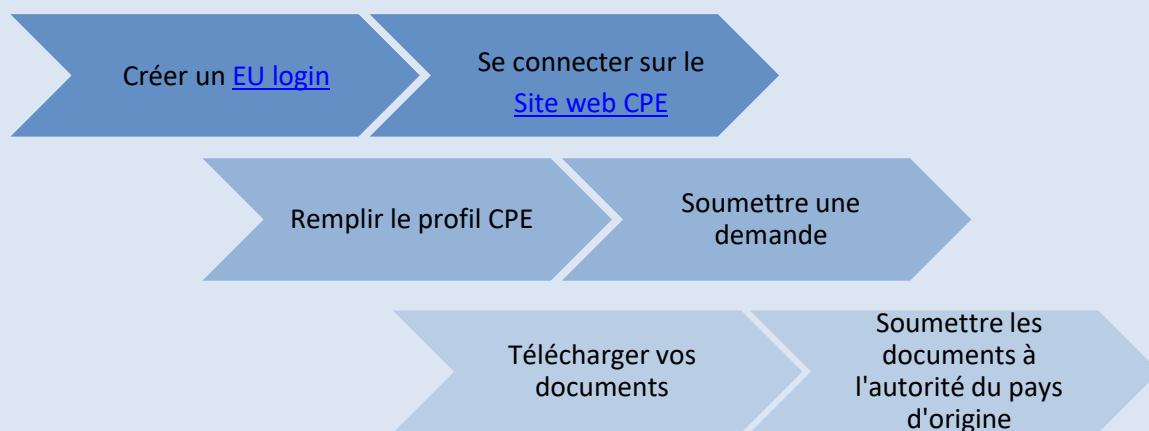 Créer un EU login
Se connecter sur le
Site web CPE
Remplir le profil CPE
Soumettre une
demande
Télécharger vos
documents
Soumettre les
documents à
l'autorité du pays
d'origine